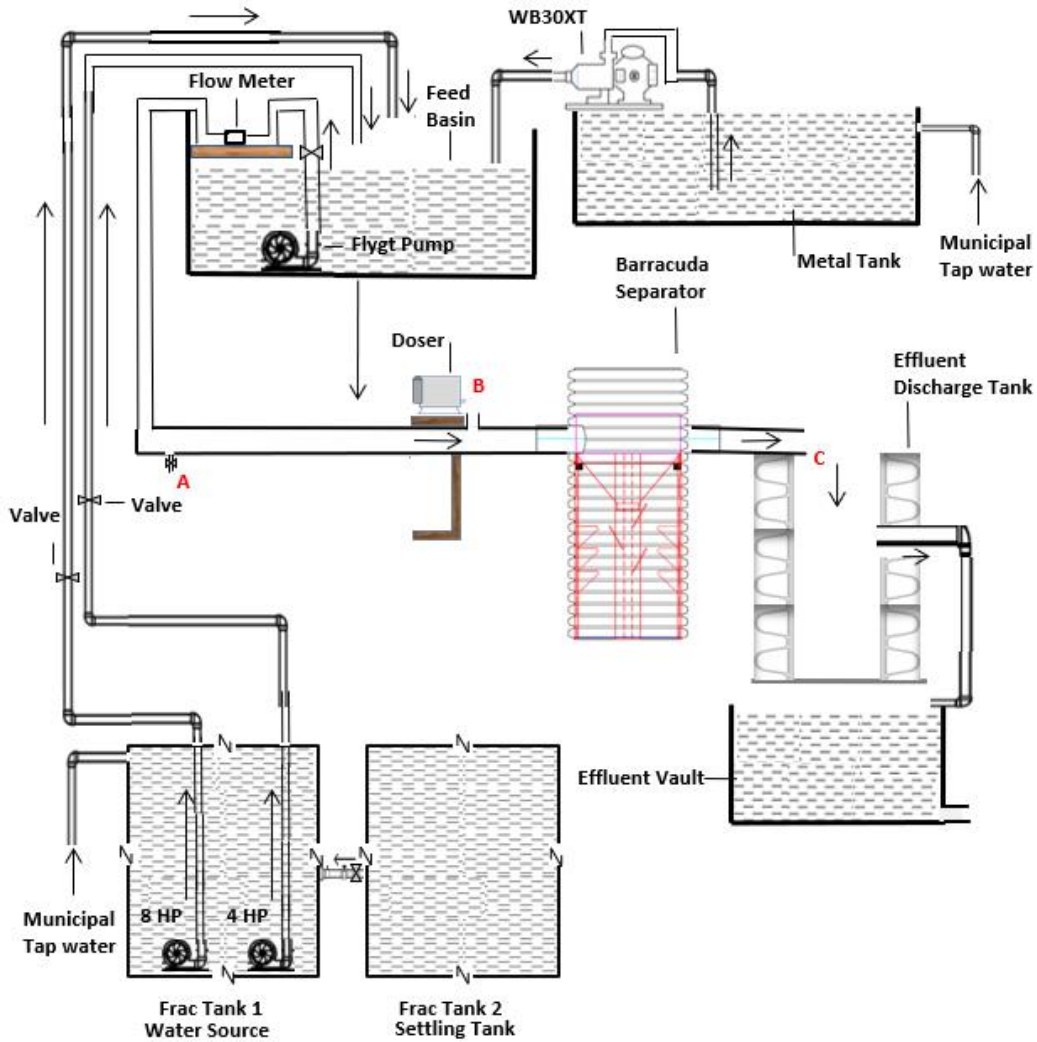 WB30XT
Flow Meter
Feed
Basin
Flygt Pump
Metal Tank
Municipal
Tap water
Barracuda
Separator
Doser
B
Effluent
Discharge Tank
A
C
Valve
Valve
Effluent Vault
8 HP
4 HP
Municipal
Tap water
Frac Tank 1
Water Source
Frac Tank 2
Settling Tank